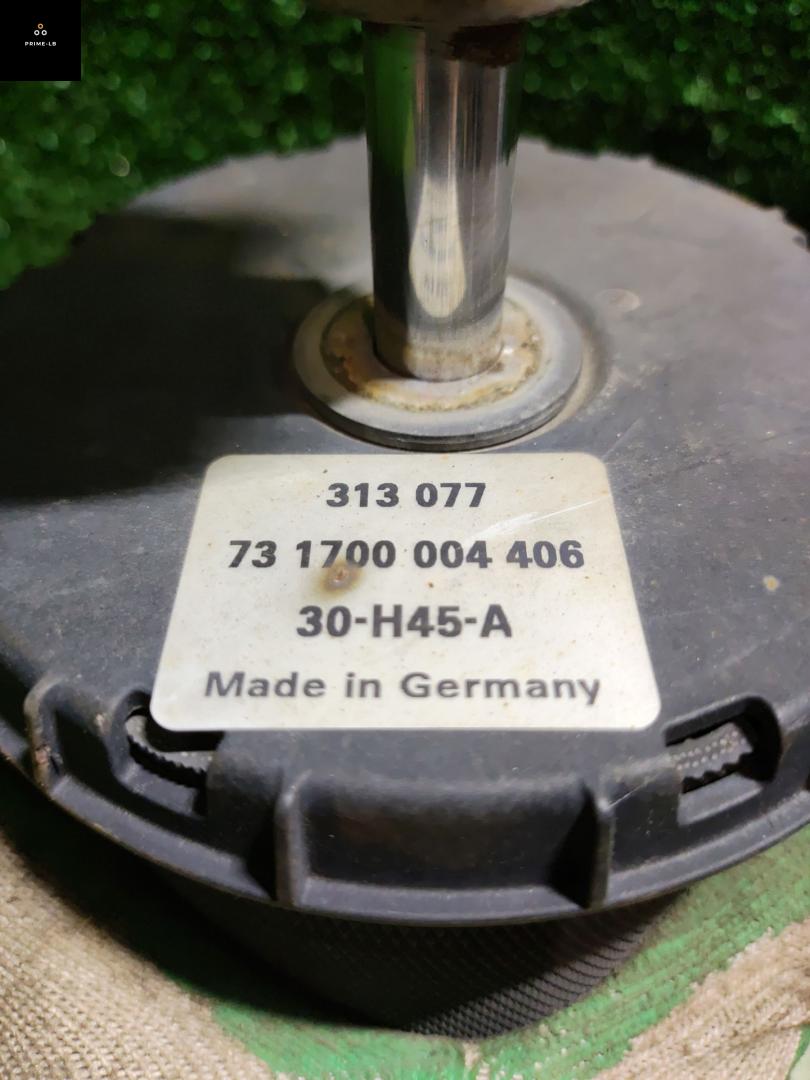 PRIME-LB
313 077
73 1700 004 406
30-H45-A
Made in Germany